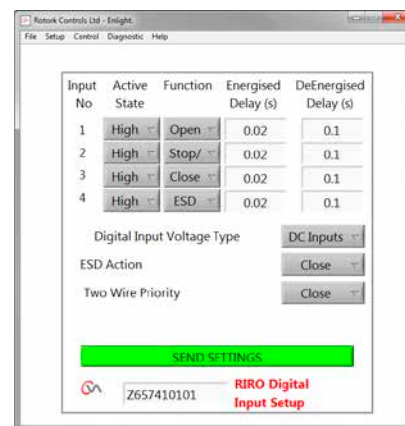 Rotork Controls Ltd - Enlight.
File Setup Control Diagnostic Help
Input No Active State Function Energised Delay (s) DeEnergised Delay (s)
1 High Open 0.02 0.1
2 High Stop/ 0.02 0.1
3 High Close 0.02 0.1
4 High ESD 0.02 0.1
Digital Input Voltage Type DC Inputs
ESD Action Close
Two Wire Priority Close
SEND SETTINGS
Z657410101 RIRO Digital Input Setup